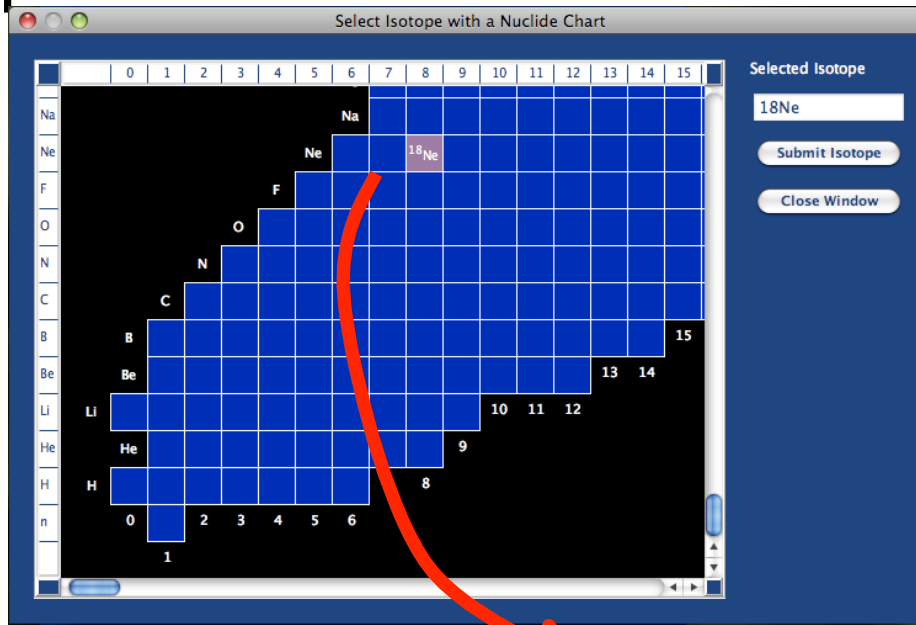 Select Isotope with a Nuclide Chart
Selected Isotope
18Ne
Submit Isotope
Close Window
0 1 2 3 4 5 6 7 8 9 10 11 12 13 14 15
Na Na
Ne Ne 18Ne
F F
O O
N N
C C
B B 15
Be Be 13 14
Li Li 10 11 12
He He 9
H H 8
n 0 2 3 4 5 6
1